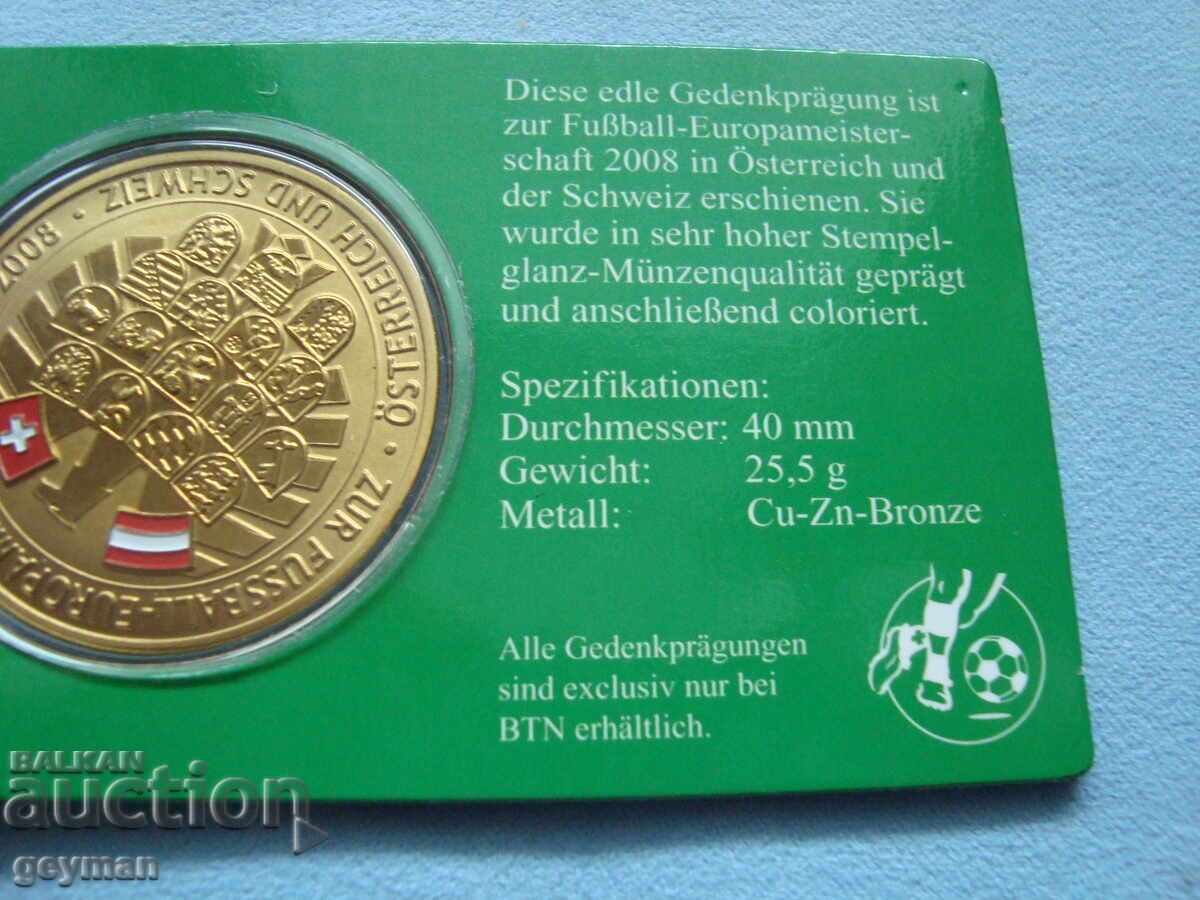 Diese edle Gedenkprägung ist
zur Fußball-Europameister-
schaft 2008 in Österreich und
der Schweiz erschienen. Sie
wurde in sehr hoher Stempel-
glanz-Münzenqualität geprägt
und anschließend coloriert.
Spezifikationen:
Durchmesser: 40 mm
Gewicht: 25,5 g
Metall: Cu-Zn-Bronze
Alle Gedenkprägungen
sind exclusiv nur bei
BTN erhältlich.
ZUR FUSSBALL-EUROPA
ÖSTERREICH UND SCHWEIZ · 2008
BALKAN
auction
geyman